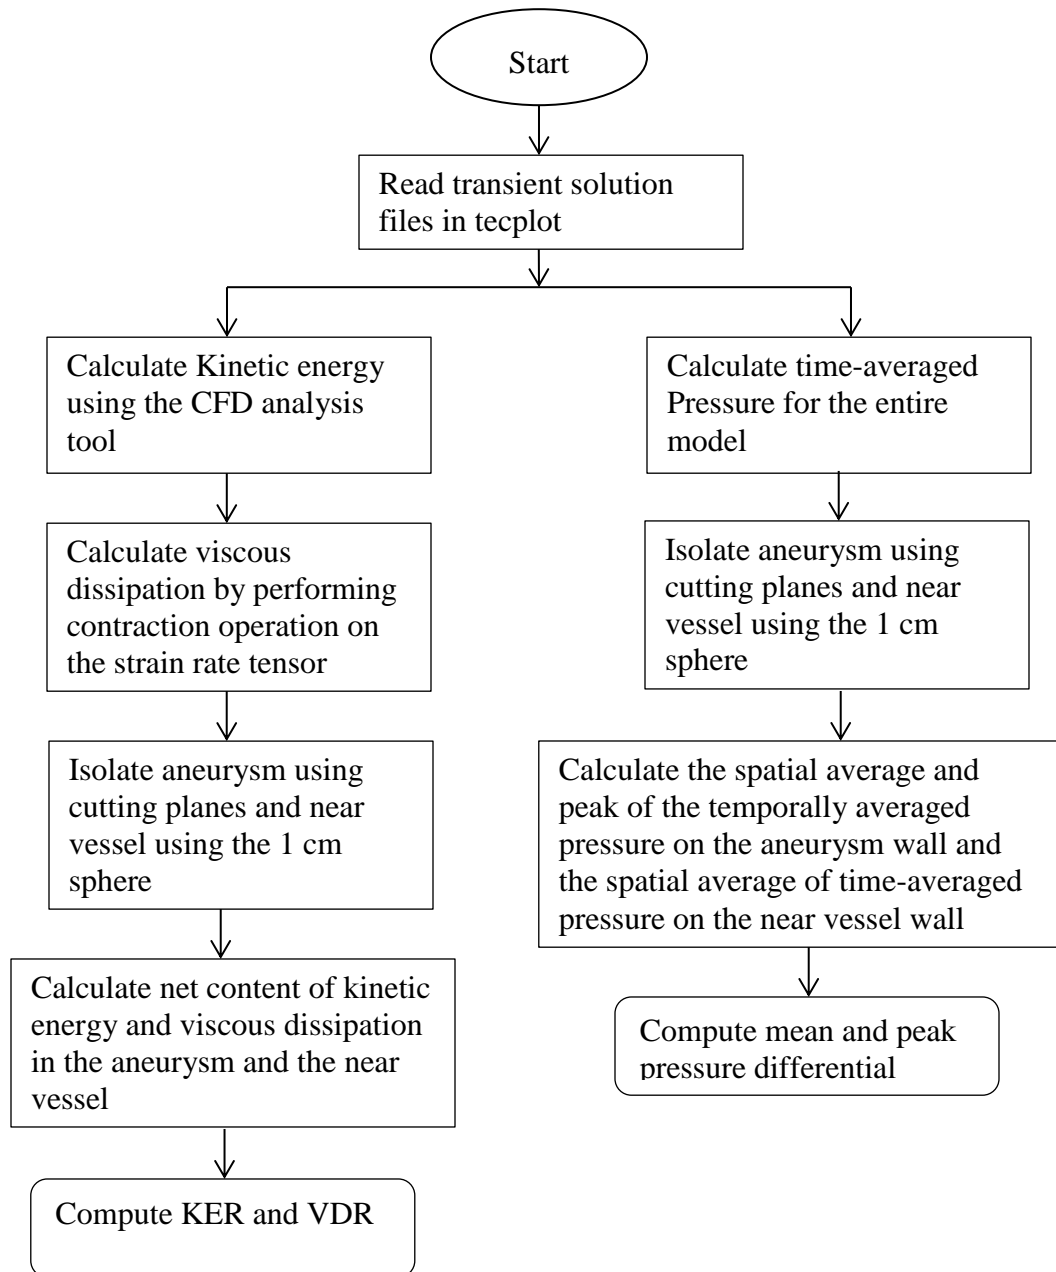 Start
Read transient solution
files in tecplot
Calculate Kinetic energy
using the CFD analysis
tool
Calculate viscous
dissipation by performing
contraction operation on
the strain rate tensor
Isolate aneurysm using
cutting planes and near
vessel using the 1 cm
sphere
Calculate net content of kinetic
energy and viscous dissipation
in the aneurysm and the near
vessel
Compute KER and VDR
Calculate time-averaged
Pressure for the entire
model
Isolate aneurysm using
cutting planes and near
vessel using the 1 cm
sphere
Calculate the spatial average and
peak of the temporally averaged
pressure on the aneurysm wall and
the spatial average of time-averaged
pressure on the near vessel wall
Compute mean and peak
pressure differential